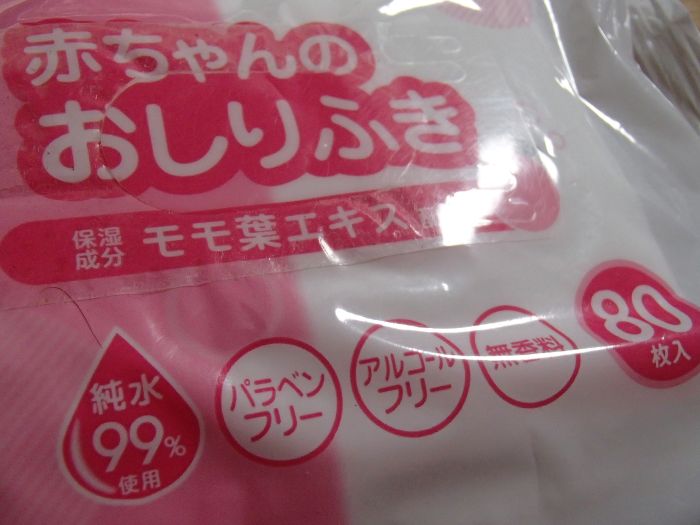 赤ちゃんの
おしりふき
保湿
成分
モモ葉エキス
純水
99%
使用
パラベン
フリー
アルコール
フリー
無香料
80
枚入